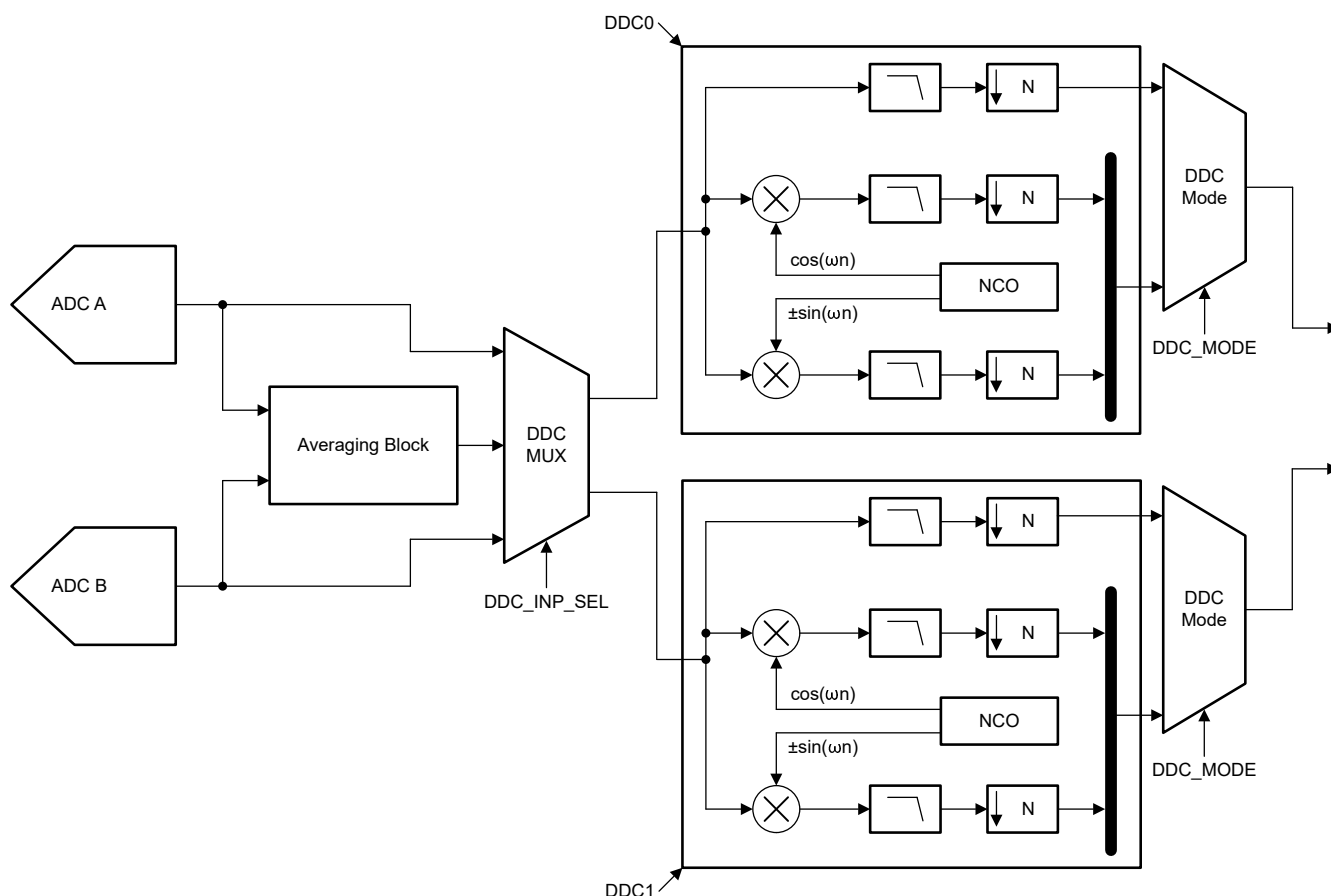 DDC0
N
DDC
Mode
N
cos(ωn)
NCO
±sin(ωn)
DDC_MODE
N
ADC A
Averaging Block
DDC
MUX
ADC B
DDC_INP_SEL
N
DDC
Mode
N
cos(ωn)
NCO
±sin(ωn)
DDC_MODE
N
DDC1